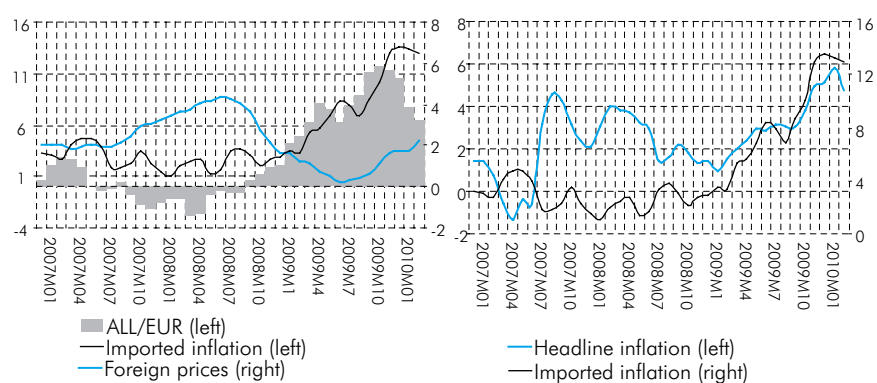 16
11
6
1
-4
8
6
4
2
0
-2
2007M01
2007M04
2007M07
2007M10
2008M01
2008M07
2008M07
2008M10
2009M1
2009M4
2009M7
2009M10
2010M01
ALL/EUR (left)
Imported inflation (left)
Foreign prices (right)
8
6
4
2
0
-2
16
12
8
4
0
2007M01
2007M04
2007M07
2007M10
2008M01
2008M07
2008M07
2008M10
2009M1
2009M4
2009M7
2009M10
2010M01
Headline inflation (left)
Imported inflation (right)